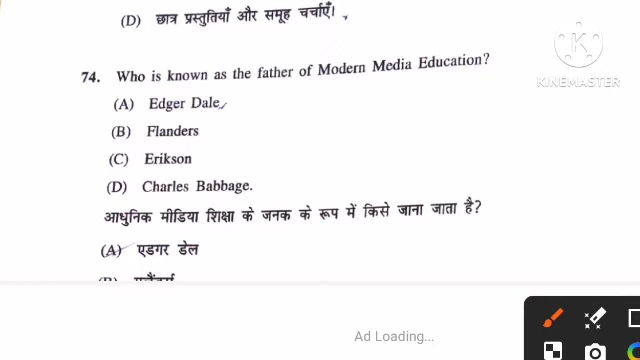 (D) छात्र प्रस्तुतियाँ और समूह चर्चाएँ।
74. Who is known as the father of Modern Media Education?
(A) Edger Dale
(B) Flanders
(C) Erikson
(D) Charles Babbage.
आधुनिक मीडिया शिक्षा के जनक के रूप में किसे जाना जाता है?
(A) एडगर डेल
KINEMASTER
Ad Loading...